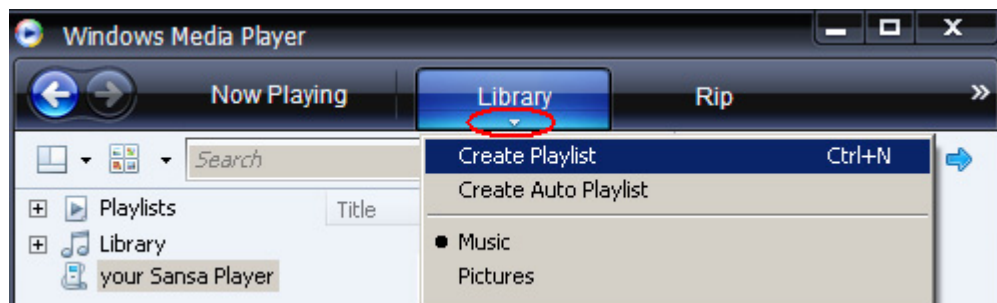 Windows Media Player
Now Playing Library Rip »
Search
Create Playlist Ctrl+N
Create Auto Playlist
Playlists
Title
Library
Music
your Sansa Player
Pictures